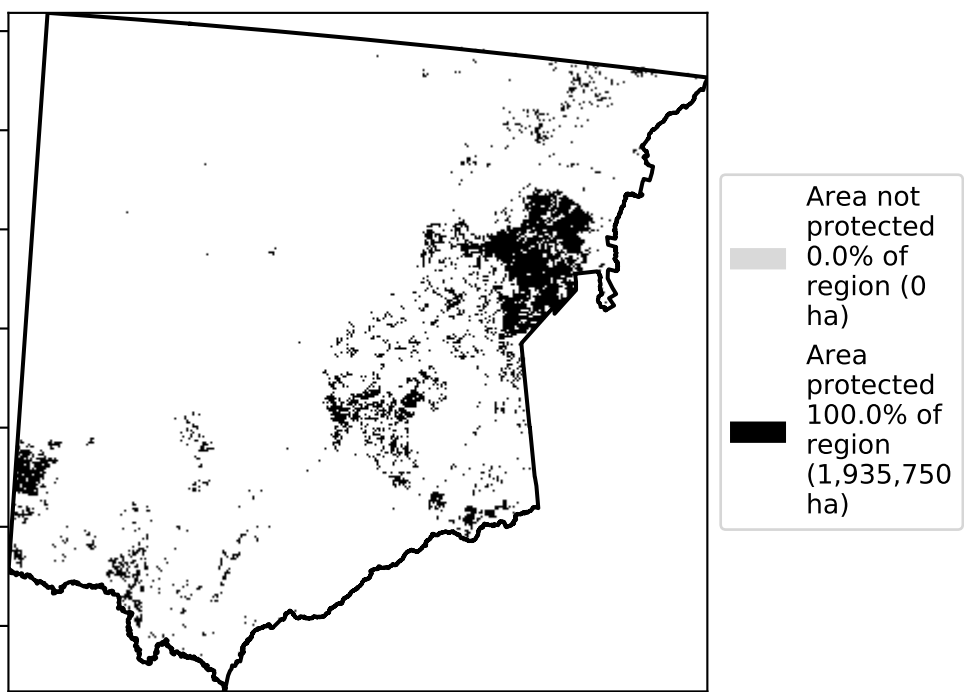 Area not
protected
0.0% of
region (0
ha)
Area
protected
100.0% of
region
(1,935,750
ha)